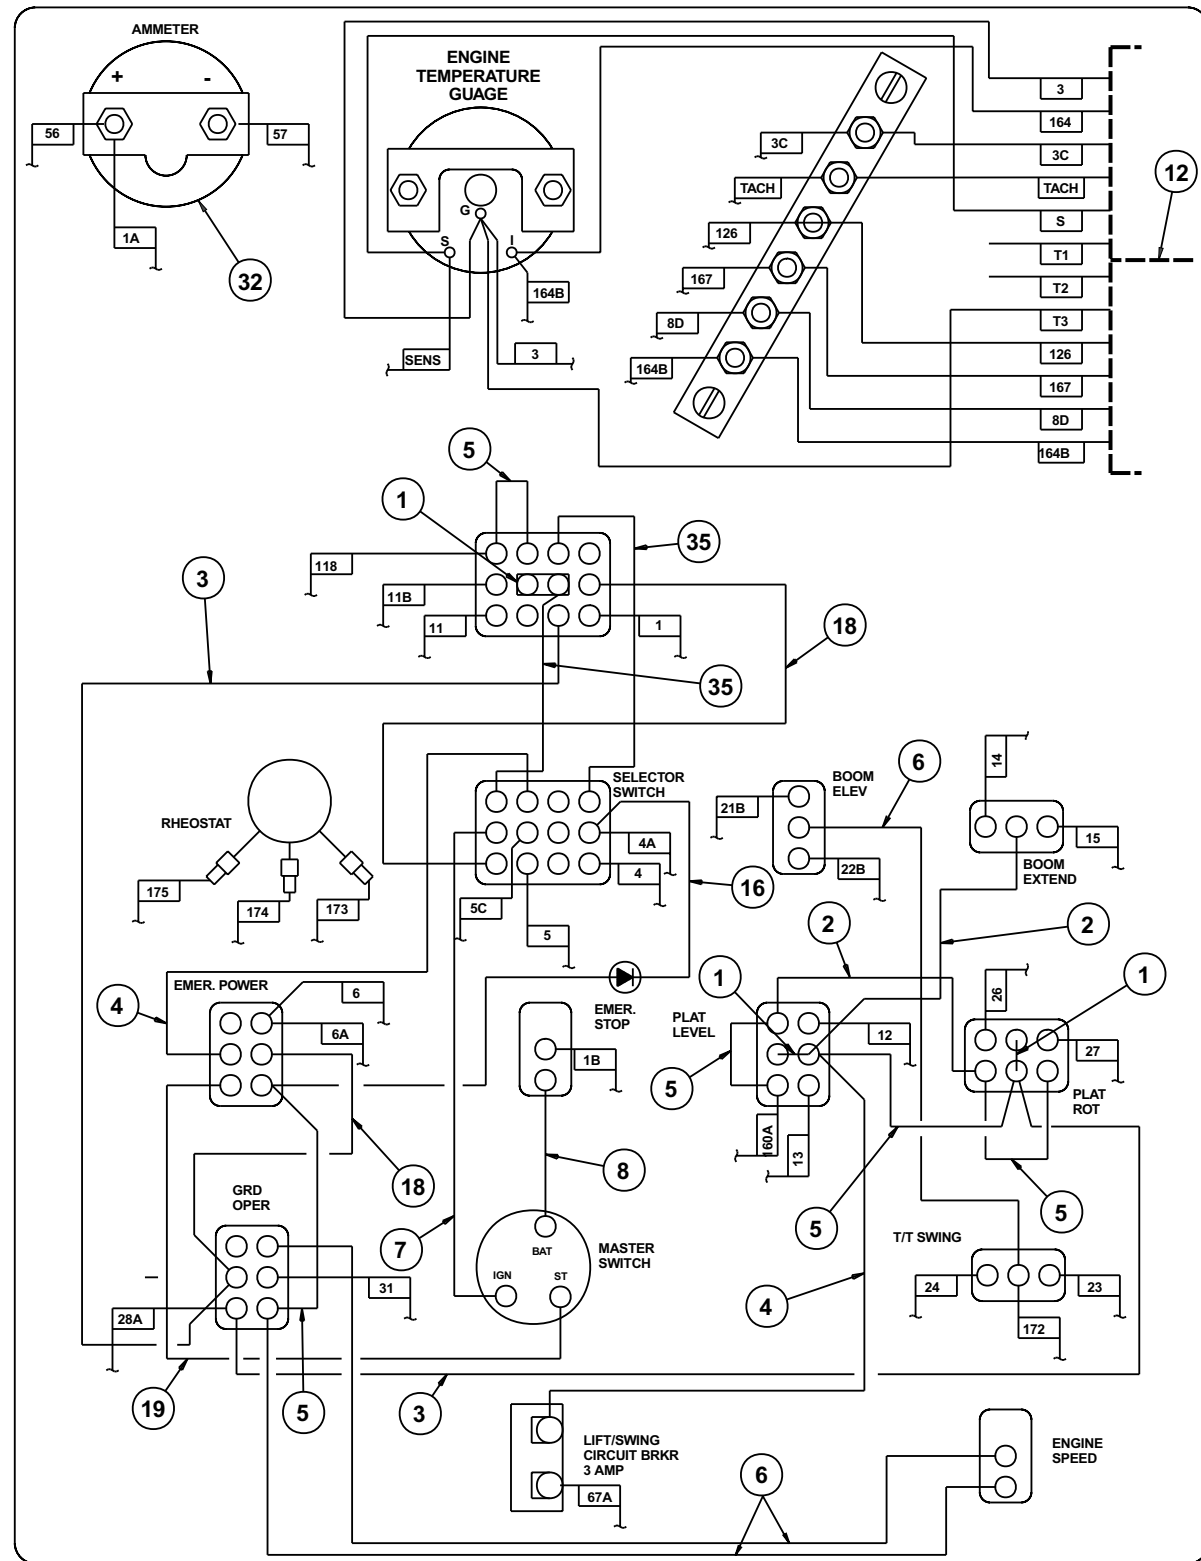 AMMETER
+ -
56
57
1A
32
ENGINE
TEMPERATURE
GUAGE
G
S
I
164B
SENS
3
3C
TACH
126
167
8D
164B
3
164
3C
TACH
S
T1
T2
T3
126
167
8D
164B
12
5
1
35
118
11B
11
1
3
18
35
SELECTOR
SWITCH
4A
4
5C
5
16
RHEOSTAT
175
174
173
BOOM
ELEV
21B
22B
6
14
15
BOOM
EXTEND
2
2
EMER. POWER
6
6A
4
18
EMER.
STOP
1B
8
PLAT
LEVEL
1
12
5
160A
13
26
27
1
PLAT
ROT
5
5
GRD
OPER
31
28A
–
19
5
7
MASTER
SWITCH
BAT
IGN
ST
3
4
T/T SWING
24
23
172
LIFT/SWING
CIRCUIT BRKR
3 AMP
67A
6
ENGINE
SPEED